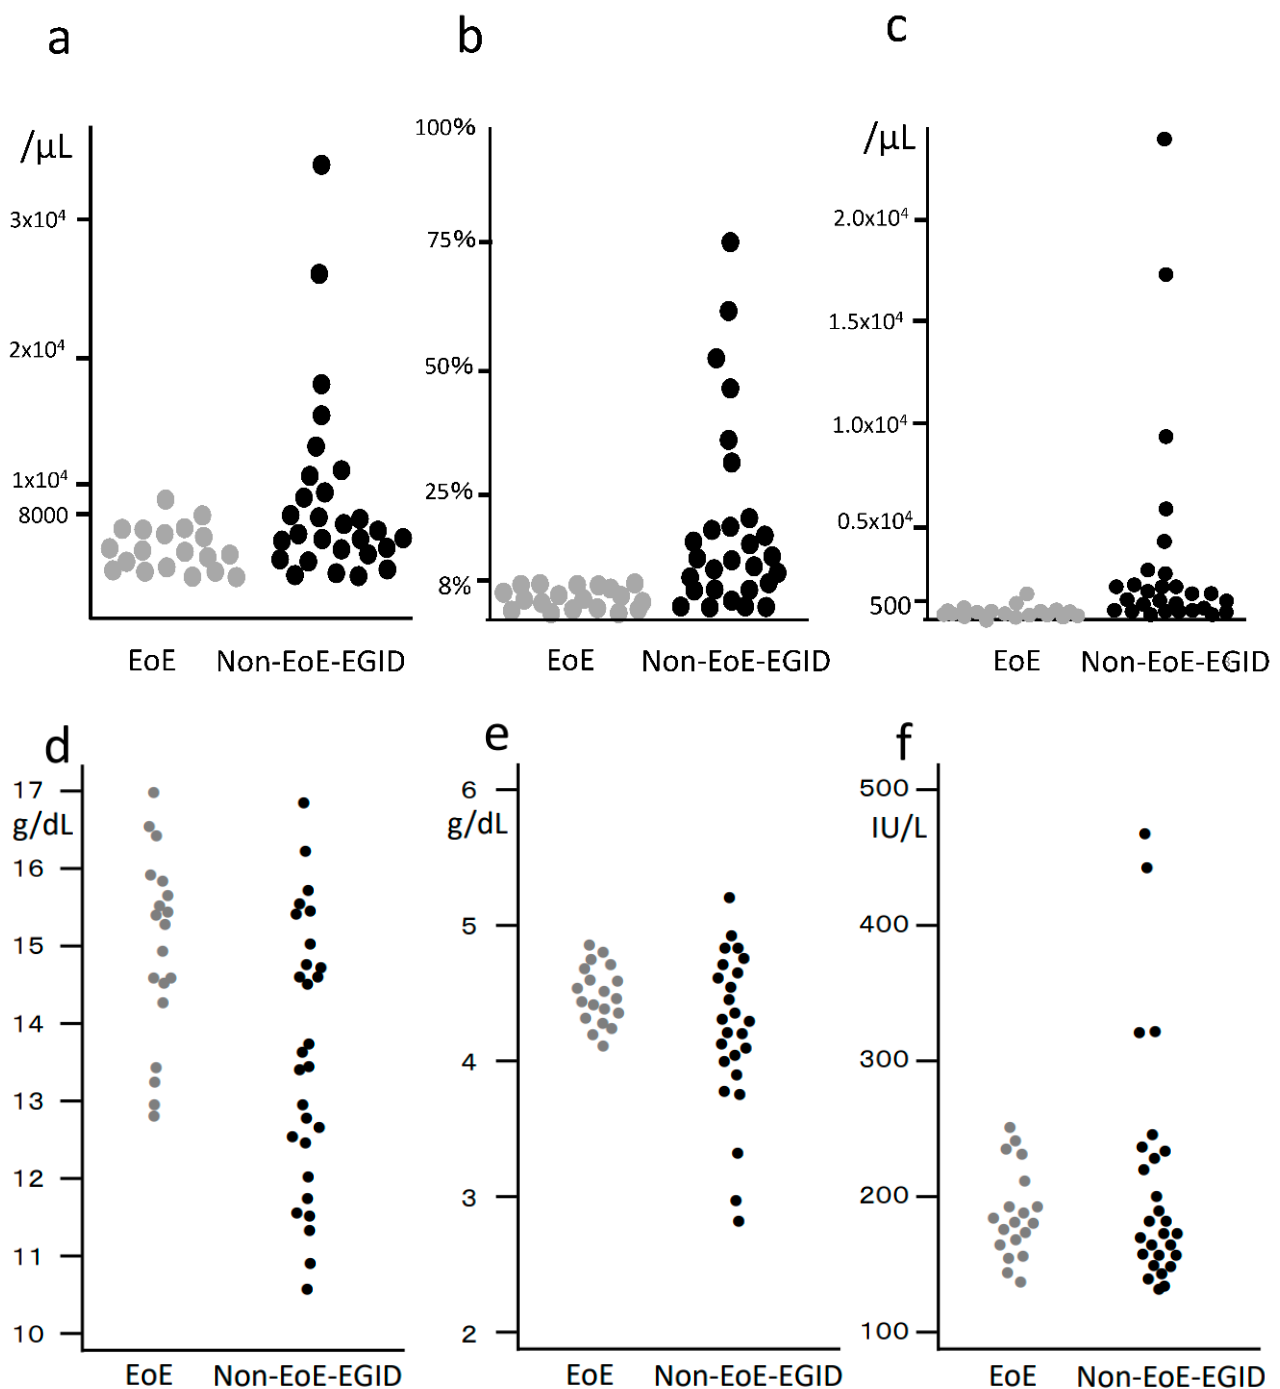 a
b
c
/μL
3x10⁴
2x10⁴
1x10⁴
8000
EoE
Non-EoE-EGID
100%
75%
50%
25%
8%
EoE
Non-EoE-EGID
/μL
2.0x10⁴
1.5x10⁴
1.0x10⁴
0.5x10⁴
500
EoE
Non-EoE-EGID
d
e
f
17
g/dL
16
15
14
13
12
11
10
EoE
Non-EoE-EGID
6
g/dL
5
4
3
2
EoE
Non-EoE-EGID
500
IU/L
400
300
200
100
EoE
Non-EoE-EGID